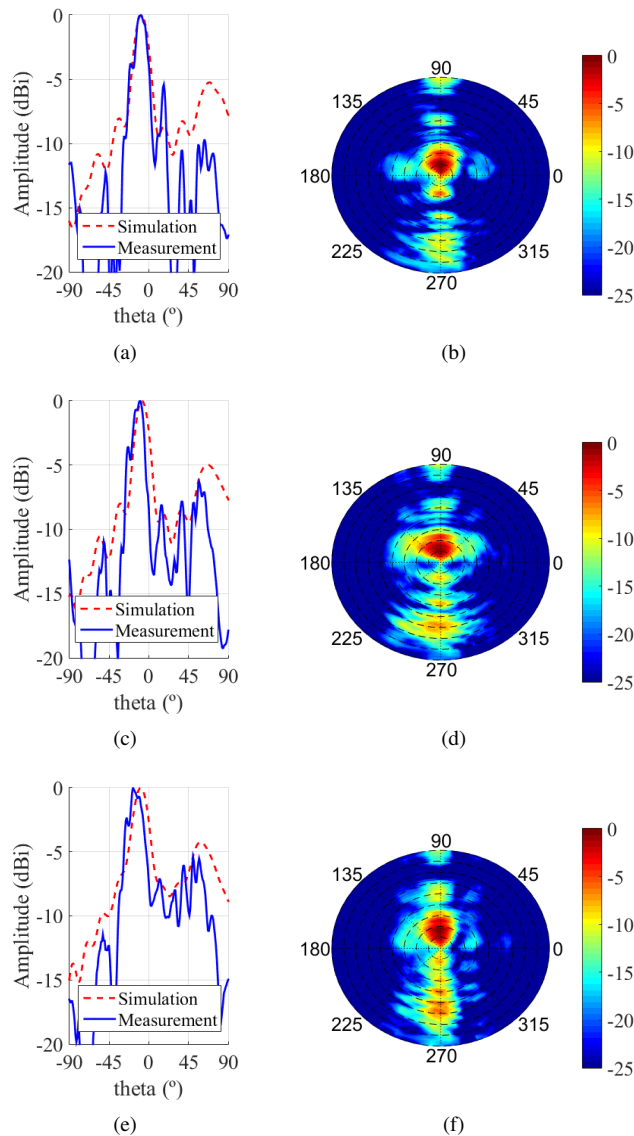 0
-5
-10
-15
-20
Amplitude (dBi)
Simulation
Measurement
-90 -45 0 45 90
theta (º)
(a)
90
135 45
180 0
225 315
270
0
-5
-10
-15
-20
-25
(b)
0
-5
-10
-15
-20
Amplitude (dBi)
Simulation
Measurement
-90 -45 0 45 90
theta (º)
(c)
90
135 45
180 0
225 315
270
0
-5
-10
-15
-20
-25
(d)
0
-5
-10
-15
-20
Amplitude (dBi)
Simulation
Measurement
-90 -45 0 45 90
theta (º)
(e)
90
135 45
180 0
225 315
270
0
-5
-10
-15
-20
-25
(f)